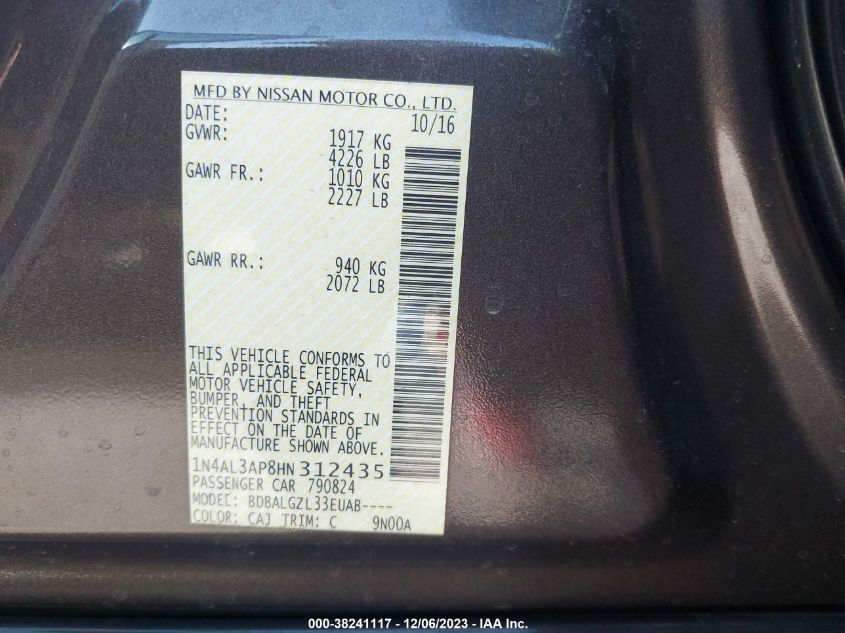 MFD BY NISSAN MOTOR CO., LTD.
DATE: 10/16
GVWR: 1917 KG
4226 LB
GAWR FR.: 1010 KG
2227 LB
GAWR RR.: 940 KG
2072 LB
THIS VEHICLE CONFORMS TO
ALL APPLICABLE FEDERAL
MOTOR VEHICLE SAFETY,
BUMPER, AND THEFT
PREVENTION STANDARDS IN
EFFECT ON THE DATE OF
MANUFACTURE SHOWN ABOVE.
1N4AL3AP8HN312435
PASSENGER CAR 790824
MODEL: BDBALGZL33EUAB----
COLOR: CAJ TRIM: C 9N00A
000-38241117 - 12/06/2023 - IAA Inc.